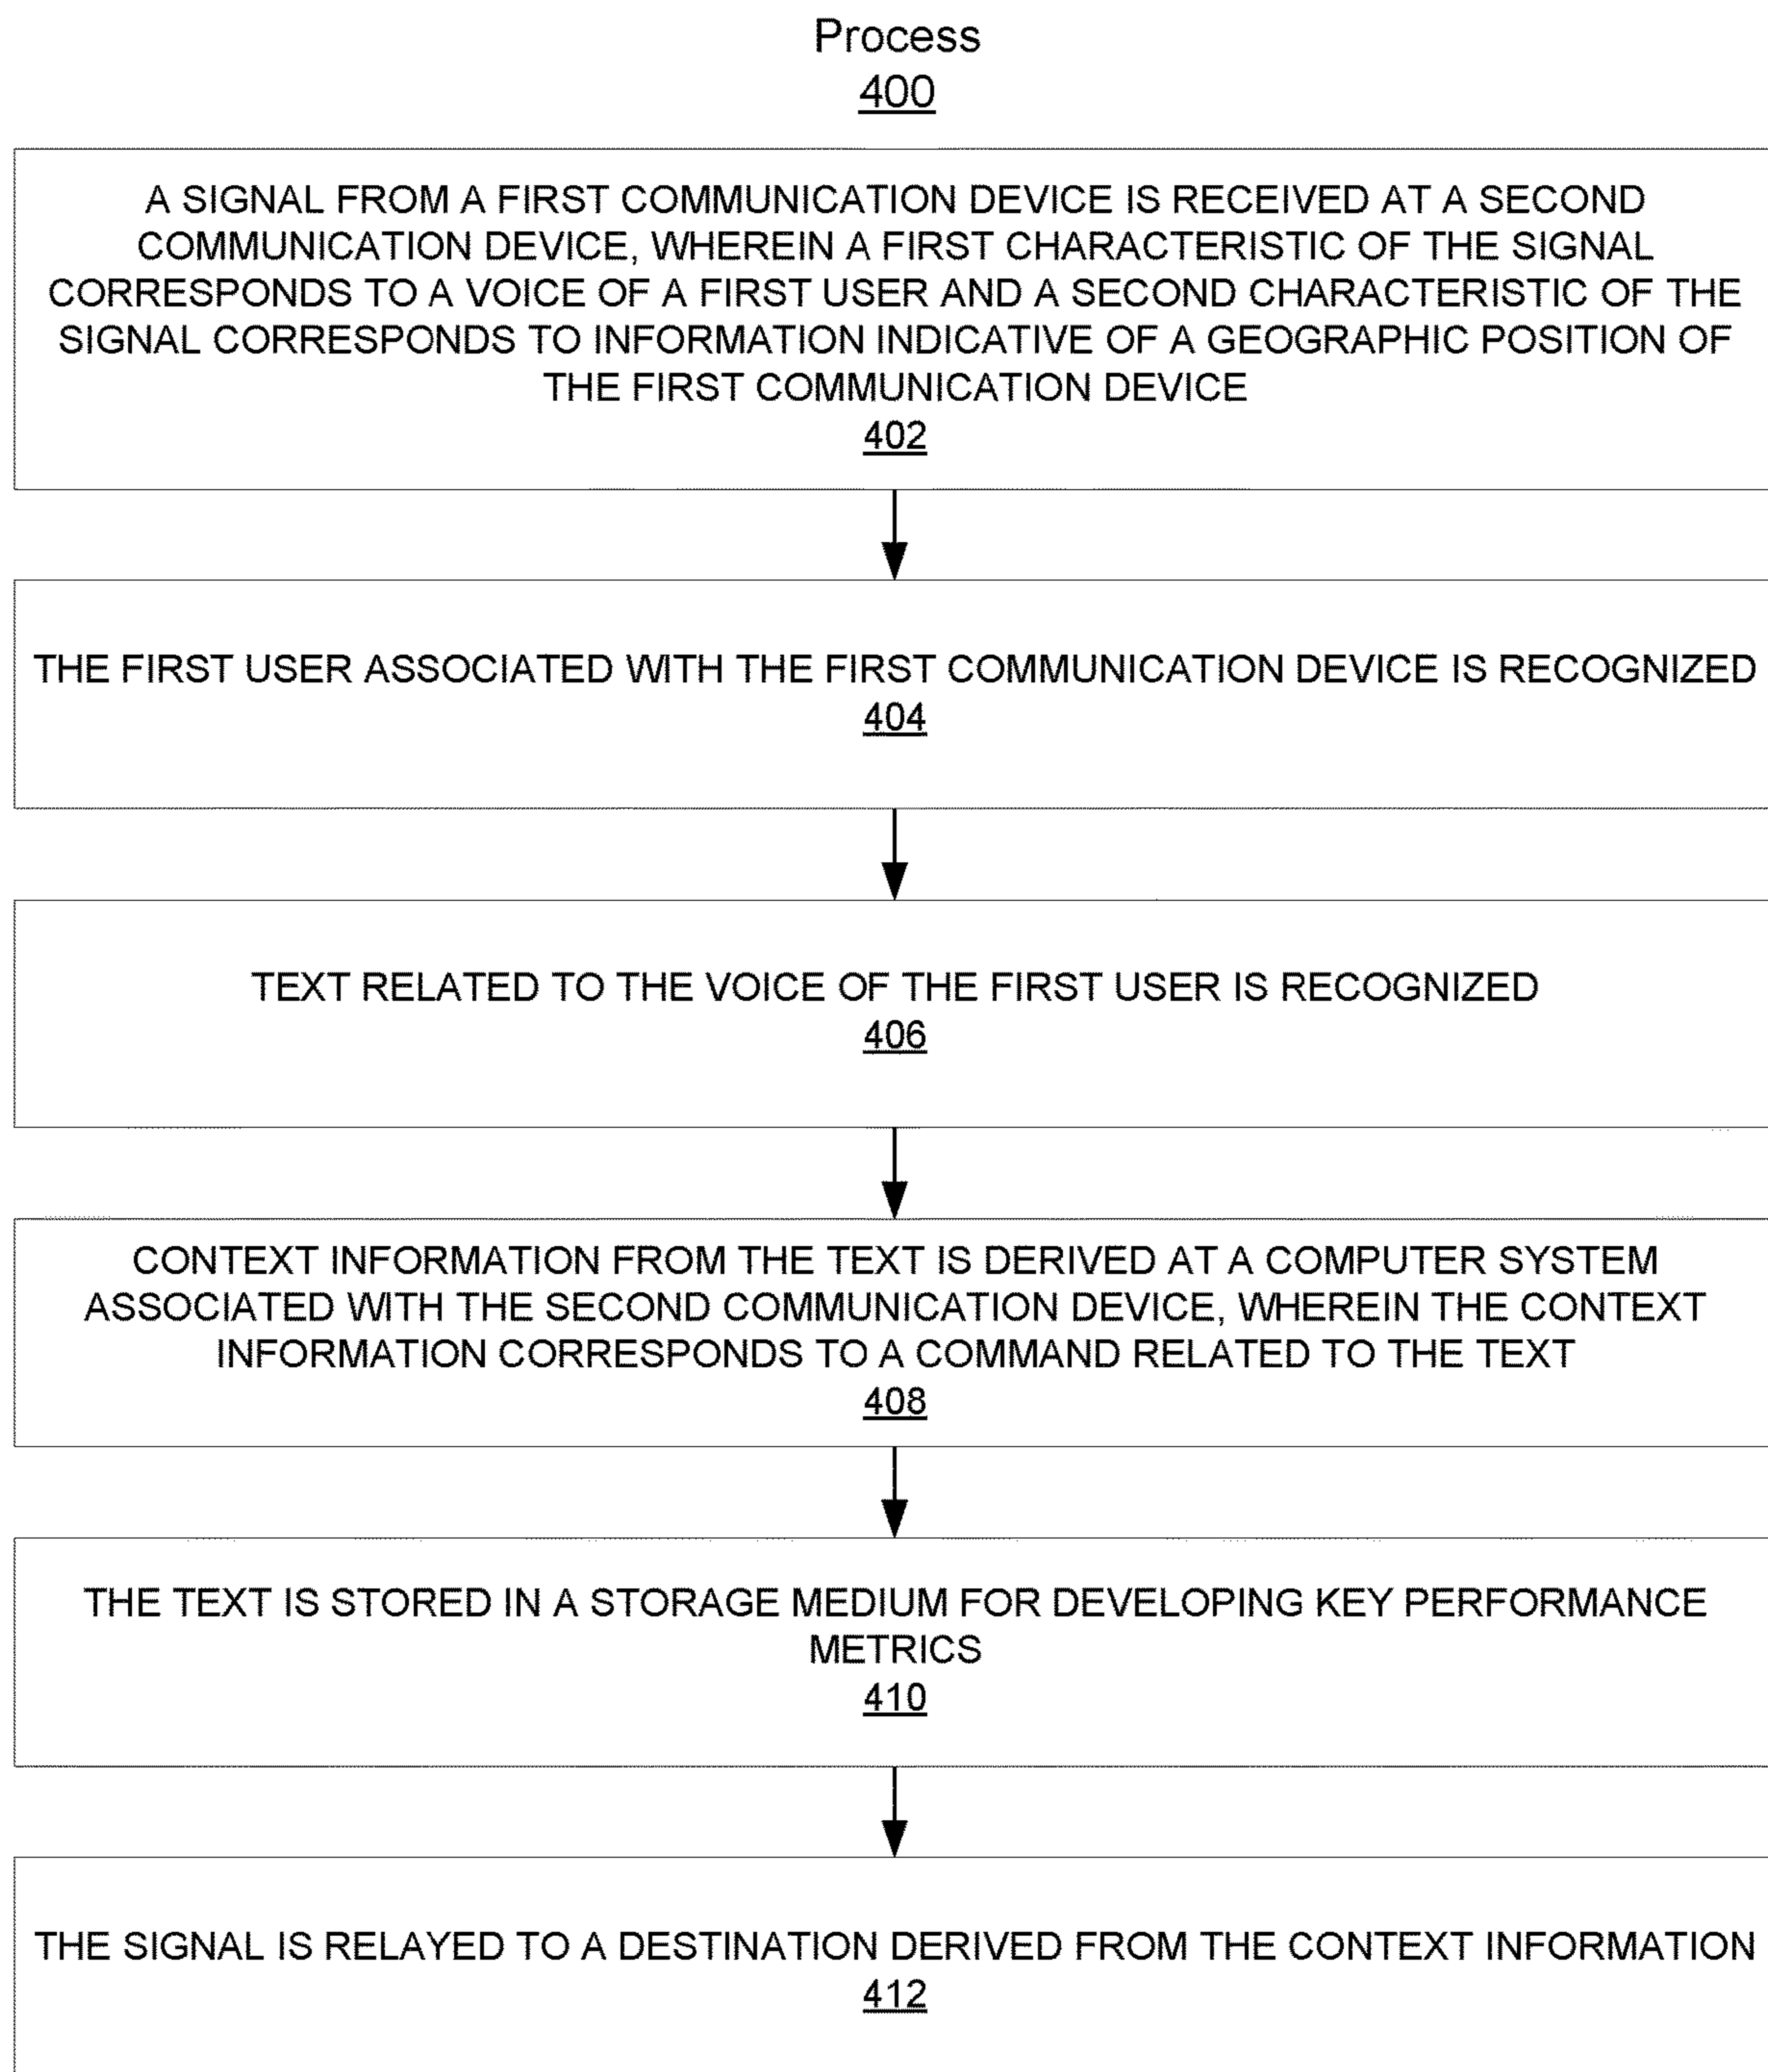 Process
400
A SIGNAL FROM A FIRST COMMUNICATION DEVICE IS RECEIVED AT A SECOND
COMMUNICATION DEVICE, WHEREIN A FIRST CHARACTERISTIC OF THE SIGNAL
CORRESPONDS TO A VOICE OF A FIRST USER AND A SECOND CHARACTERISTIC OF THE
SIGNAL CORRESPONDS TO INFORMATION INDICATIVE OF A GEOGRAPHIC POSITION OF
THE FIRST COMMUNICATION DEVICE
402
THE FIRST USER ASSOCIATED WITH THE FIRST COMMUNICATION DEVICE IS RECOGNIZED
404
TEXT RELATED TO THE VOICE OF THE FIRST USER IS RECOGNIZED
406
CONTEXT INFORMATION FROM THE TEXT IS DERIVED AT A COMPUTER SYSTEM
ASSOCIATED WITH THE SECOND COMMUNICATION DEVICE, WHEREIN THE CONTEXT
INFORMATION CORRESPONDS TO A COMMAND RELATED TO THE TEXT
408
THE TEXT IS STORED IN A STORAGE MEDIUM FOR DEVELOPING KEY PERFORMANCE
METRICS
410
THE SIGNAL IS RELAYED TO A DESTINATION DERIVED FROM THE CONTEXT INFORMATION
412